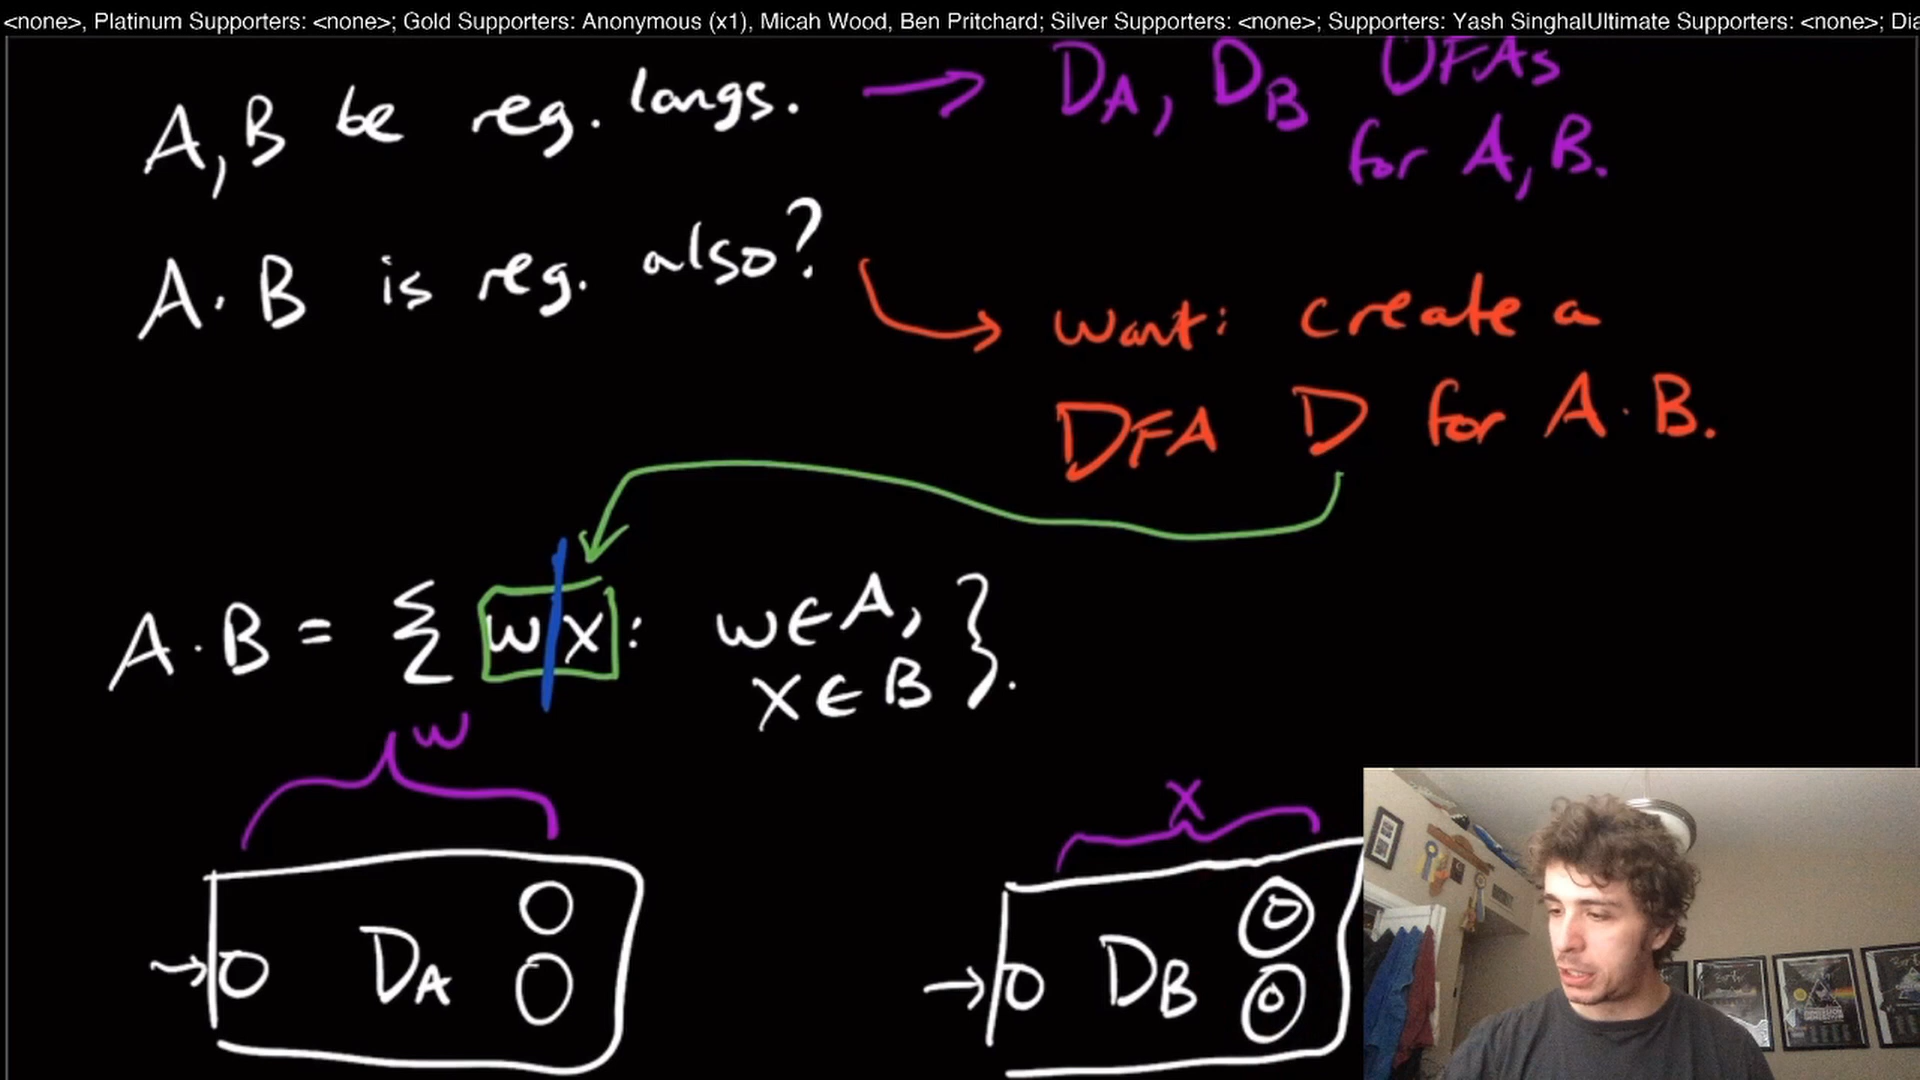 <none>, Platinum Supporters: <none>; Gold Supporters: Anonymous (x1), Micah Wood, Ben Pritchard; Silver Supporters: <none>; Supporters: Yash SinghalUltimate Supporters: <none>; Dia
A, B be reg. langs. → DA, DB DFAs
for A, B.
A · B is reg. also?
want: create a
DFA D for A · B.
A · B = { w x : w ∈ A,
x ∈ B }.
w
x
→ DA
→ DB